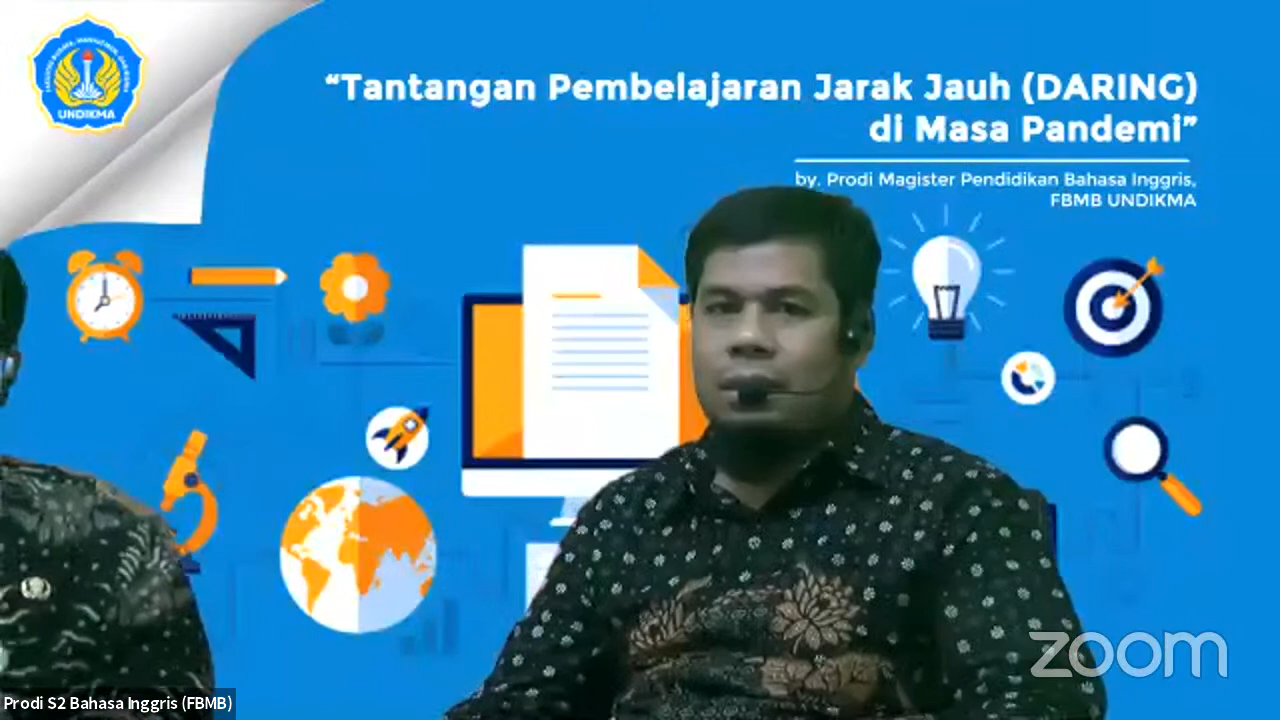 UNDIKMA
“Tantangan Pembelajaran Jarak Jauh (DARING)
di Masa Pandemi”
by. Prodi Magister Pendidikan Bahasa Inggris,
FBMB UNDIKMA
zoom
Prodi S2 Bahasa Inggris (FBMB)